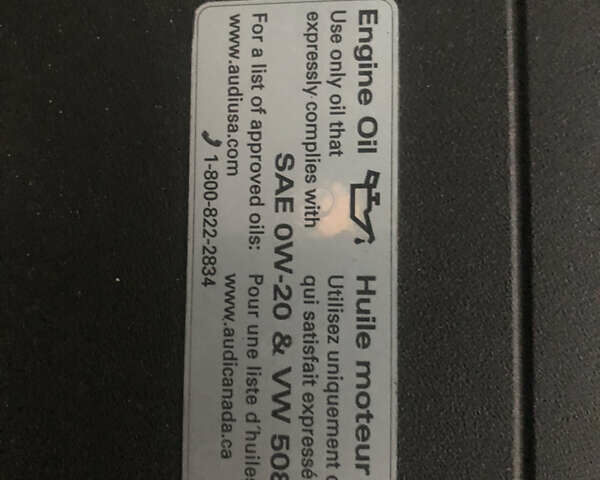 Engine Oil
Use only oil that
expressly complies with
Huile moteur
Utilisez uniquement
qui satisfait expressé
SAE 0W-20 & VW 508
For a list of approved oils:
www.audiusa.com
1-800-822-2834
Pour une liste d'huiles
www.audicanada.ca